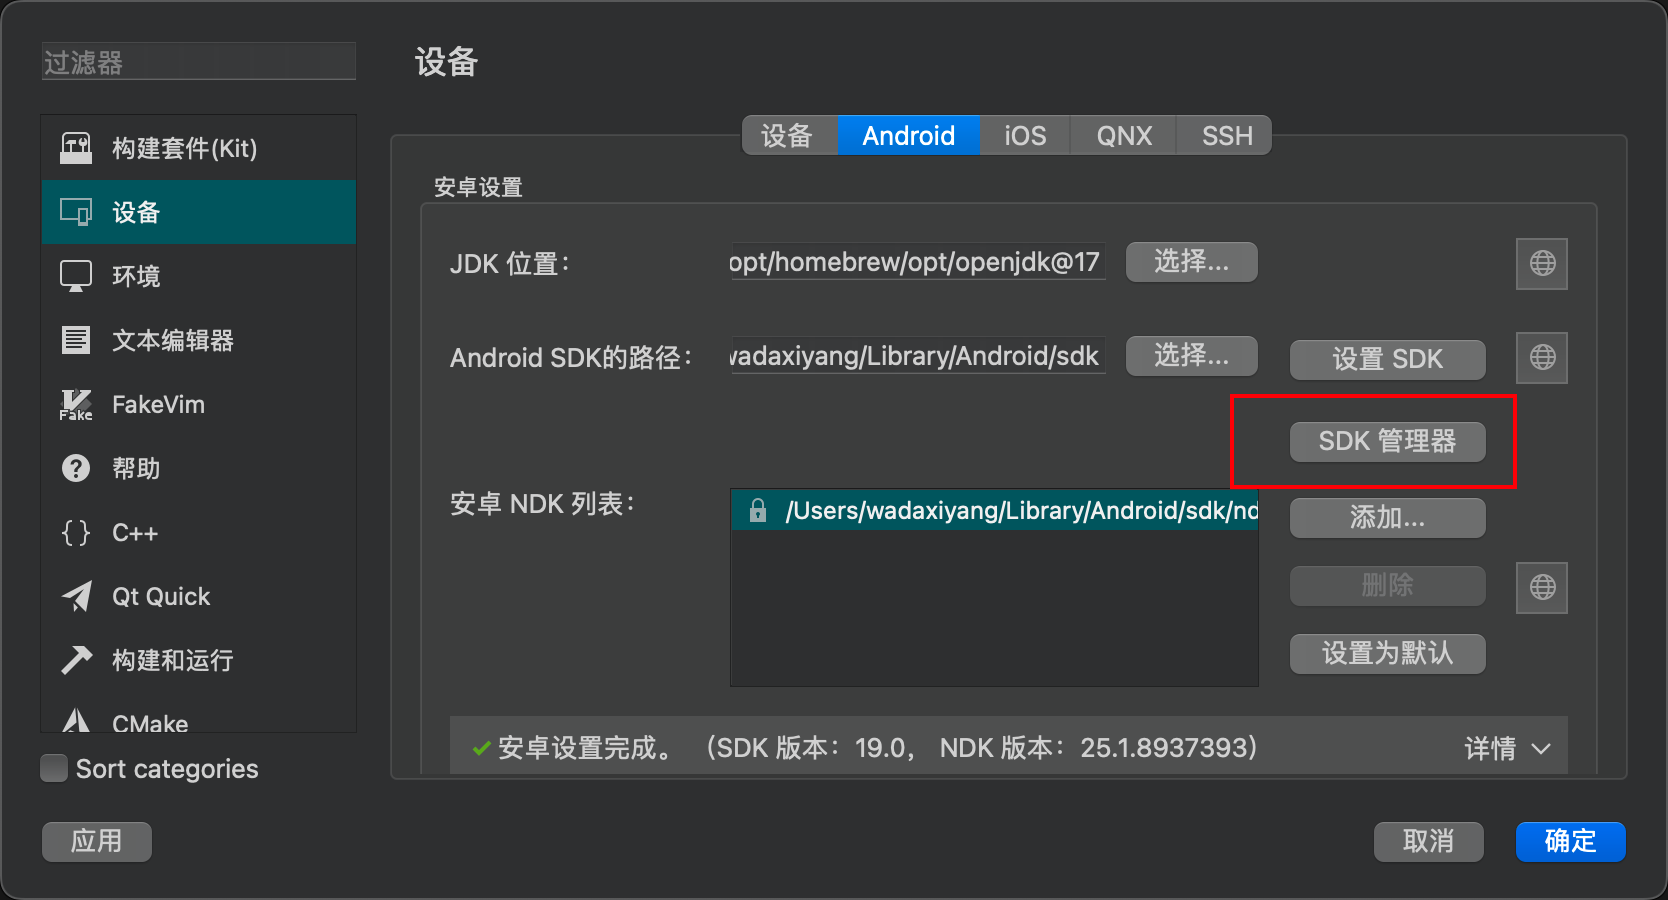 过滤器
构建套件(Kit)
设备
环境
文本编辑器
Fake
FakeVim
帮助
{} C++
Qt Quick
构建和运行
CMake
Sort categories
应用
设备
设备 Android iOS QNX SSH
安卓设置
JDK 位置： opt/homebrew/opt/openjdk@17 选择...
Android SDK的路径： wadaxiyang/Library/Android/sdk 选择... 设置 SDK
SDK 管理器
安卓 NDK 列表： /Users/wadaxiyang/Library/Android/sdk/nd
添加...
删除
设置为默认
安卓设置完成。 （SDK 版本：19.0， NDK 版本：25.1.8937393） 详情
取消 确定